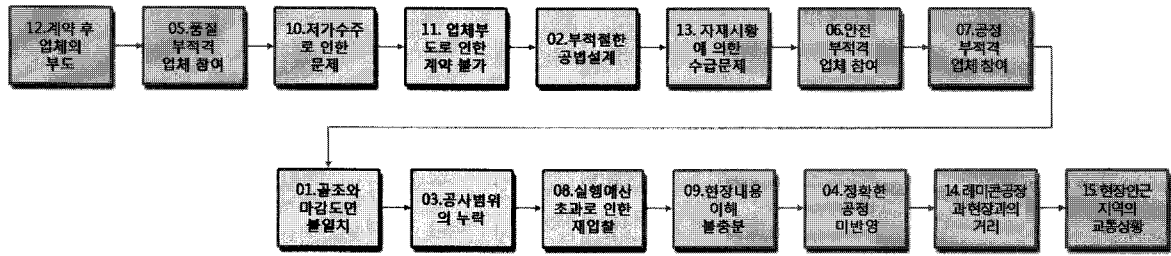 12.계약 후
업체의
부도
05.품질
부적격
업체 참여
10.저가수주
로 인한
문제
11. 업체부
도로 인한
계약 불가
02.부적절한
공법설계
13. 자재시황
에 의한
수급문제
06.안전
부적격
업체 참여
07.공정
부적격
업체 참여
01.골조와
마감도면
불일치
03.공사범위
의 누락
08.실행예산
초과로 인한
재입찰
09.현장내용
이해
불충분
04.정확한
공정
미반영
14.레미콘공장
과 현장과의
거리
15.현장인근
지역의
교통상황